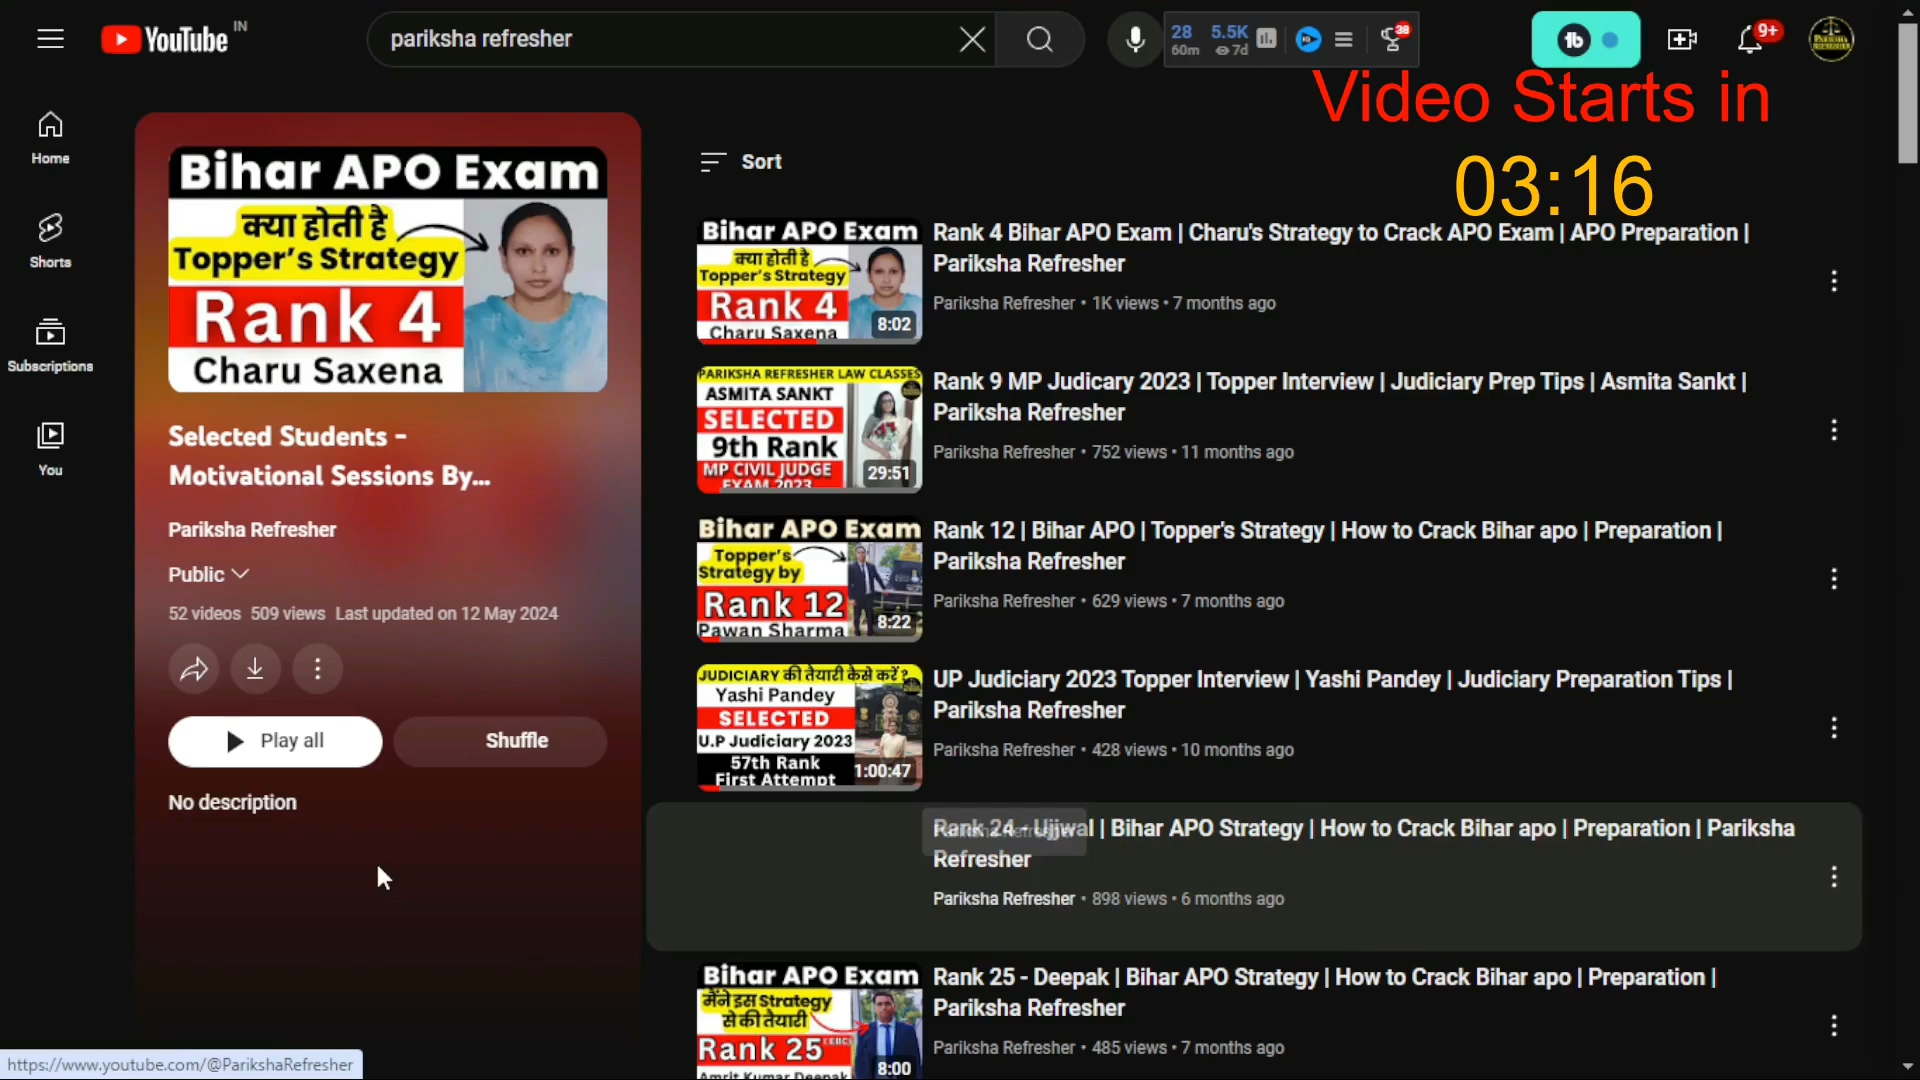 YouTube IN
pariksha refresher
28
60m
5.5K
7d
38
9+
Video Starts in
03:16
Home
Shorts
Subscriptions
You
Bihar APO Exam
क्या होती है
Topper's Strategy
Rank 4
Charu Saxena
Selected Students -
Motivational Sessions By...
Pariksha Refresher
Public
52 videos 509 views Last updated on 12 May 2024
Play all
Shuffle
No description
Sort
Bihar APO Exam
क्या होती है
Topper's Strategy
Rank 4
Charu Saxena
8:02
Rank 4 Bihar APO Exam | Charu's Strategy to Crack APO Exam | APO Preparation |
Pariksha Refresher
Pariksha Refresher • 1K views • 7 months ago
PARIKSHA REFRESHER LAW CLASSES
ASMITA SANKT
SELECTED
9th Rank
MP CIVIL JUDGE
EXAM 2023
29:51
Rank 9 MP Judicary 2023 | Topper Interview | Judiciary Prep Tips | Asmita Sankt |
Pariksha Refresher
Pariksha Refresher • 752 views • 11 months ago
Bihar APO Exam
Topper's
Strategy by
Rank 12
Pawan Sharma
8:22
Rank 12 | Bihar APO | Topper's Strategy | How to Crack Bihar apo | Preparation |
Pariksha Refresher
Pariksha Refresher • 629 views • 7 months ago
JUDICIARY की तैयारी कैसे करें ?
Yashi Pandey
SELECTED
U.P Judiciary 2023
57th Rank
First Attempt
1:00:47
UP Judiciary 2023 Topper Interview | Yashi Pandey | Judiciary Preparation Tips |
Pariksha Refresher
Pariksha Refresher • 428 views • 10 months ago
Rank 24 - Ujjwal | Bihar APO Strategy | How to Crack Bihar apo | Preparation | Pariksha
Refresher
Pariksha Refresher • 898 views • 6 months ago
Bihar APO Exam
मैंने इस Strategy
से की तैयारी
Rank 25
Amrit Kumar Deepak
8:00
Rank 25 - Deepak | Bihar APO Strategy | How to Crack Bihar apo | Preparation |
Pariksha Refresher
Pariksha Refresher • 485 views • 7 months ago
https://www.youtube.com/@ParikshaRefresher